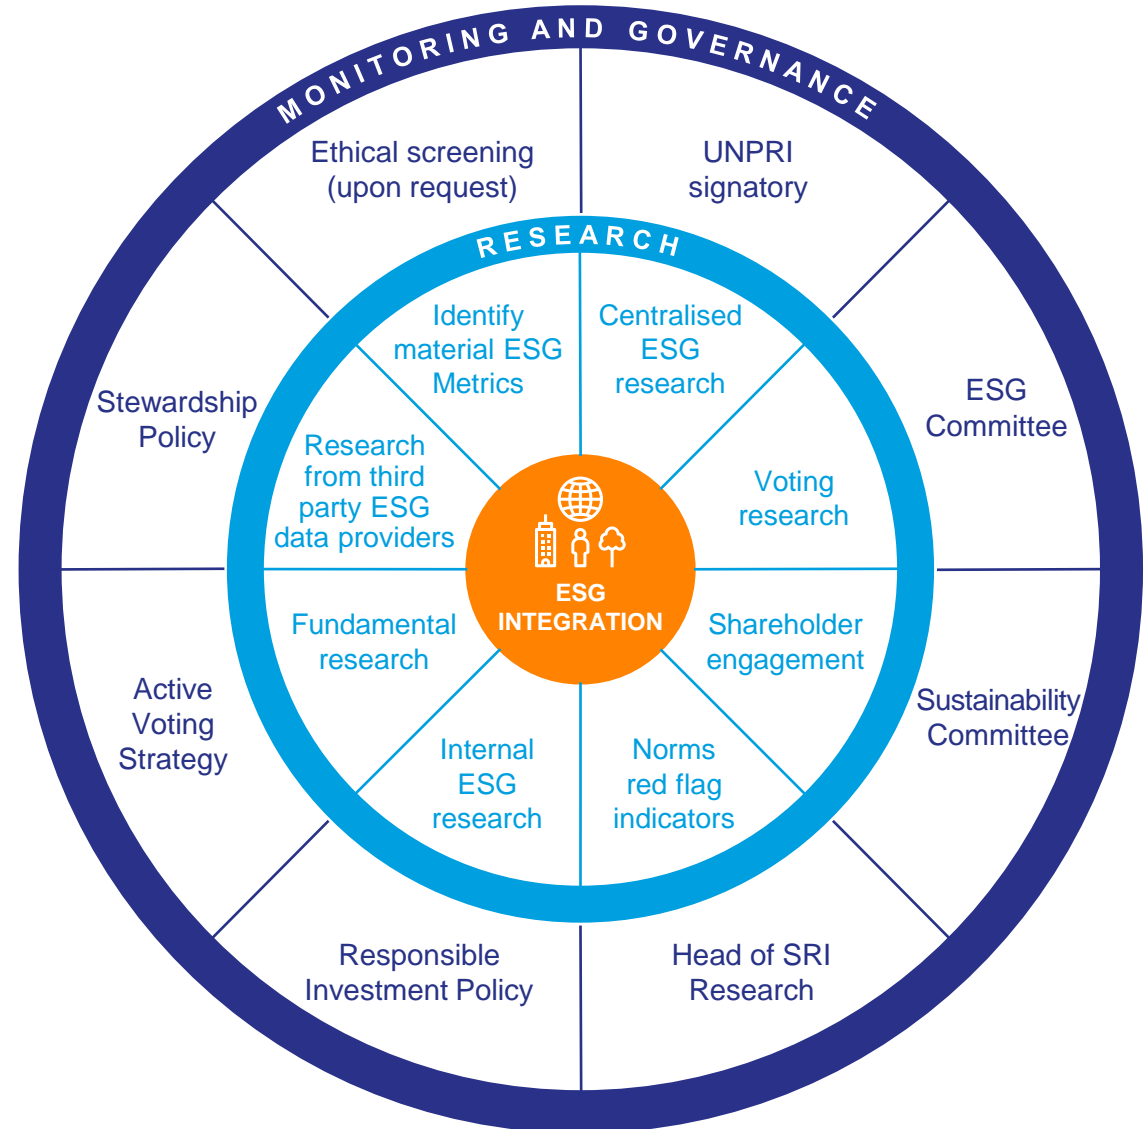 MONITORING AND GOVERNANCE
Ethical screening
(upon request)
UNPRI
signatory
ESG
Committee
Sustainability
Committee
Head of SRI
Research
Responsible
Investment Policy
Active
Voting
Strategy
Stewardship
Policy
RESEARCH
Identify
material ESG
Metrics
Centralised
ESG
research
Voting
research
Shareholder
engagement
Norms
red flag
indicators
Internal
ESG
research
Fundamental
research
Research
from third
party ESG
data providers
ESG
INTEGRATION